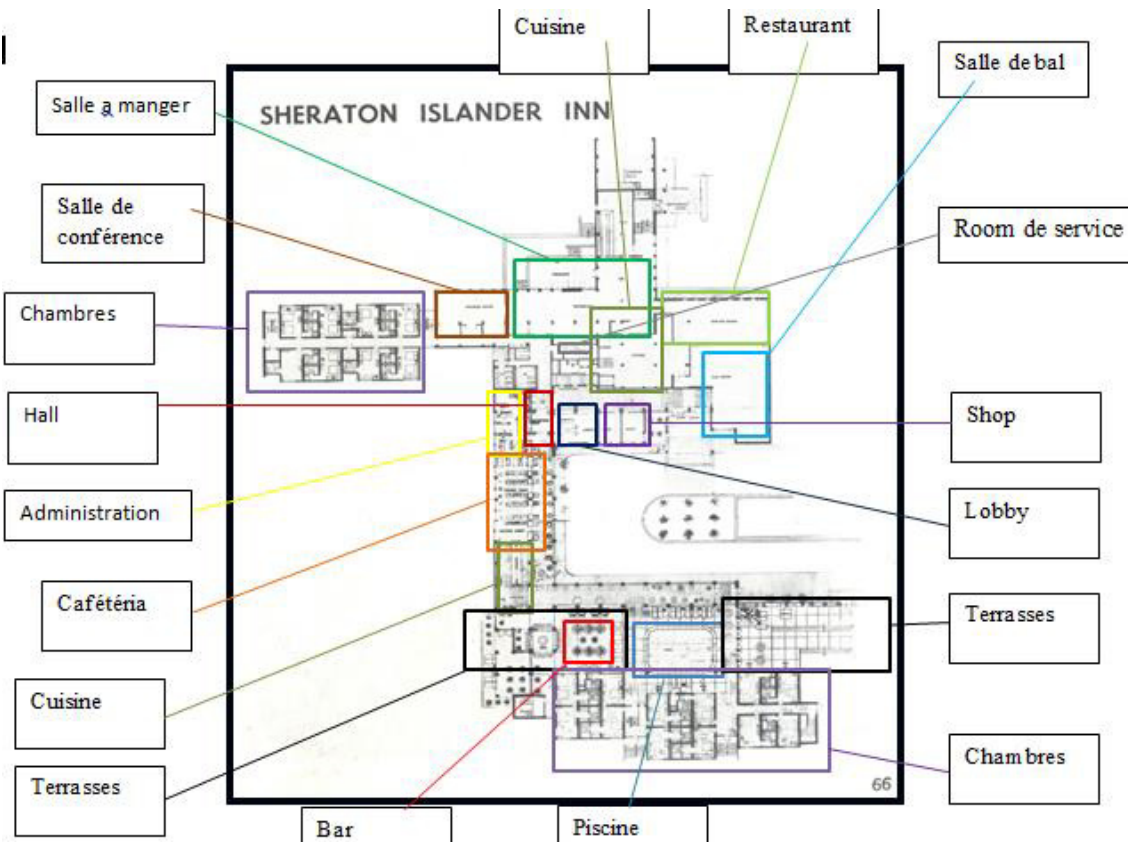 Cuisine
Restaurant
Salle de bal
Salle a manger
SHERATON ISLANDER INN
Salle de
conférence
Room de service
Chambres
Hall
Shop
Administration
Lobby
Cafétéria
Terrasses
Cuisine
Chambres
Terrasses
66
Bar
Piscine